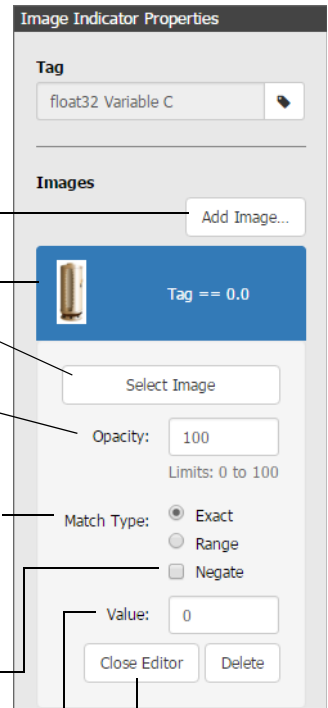 Image Indicator Properties
Tag
float32 Variable C
Images
Add Image...
Tag == 0.0
Select Image
Opacity: 100
Limits: 0 to 100
Match Type: Exact
Range
Negate
Value: 0
Close Editor Delete